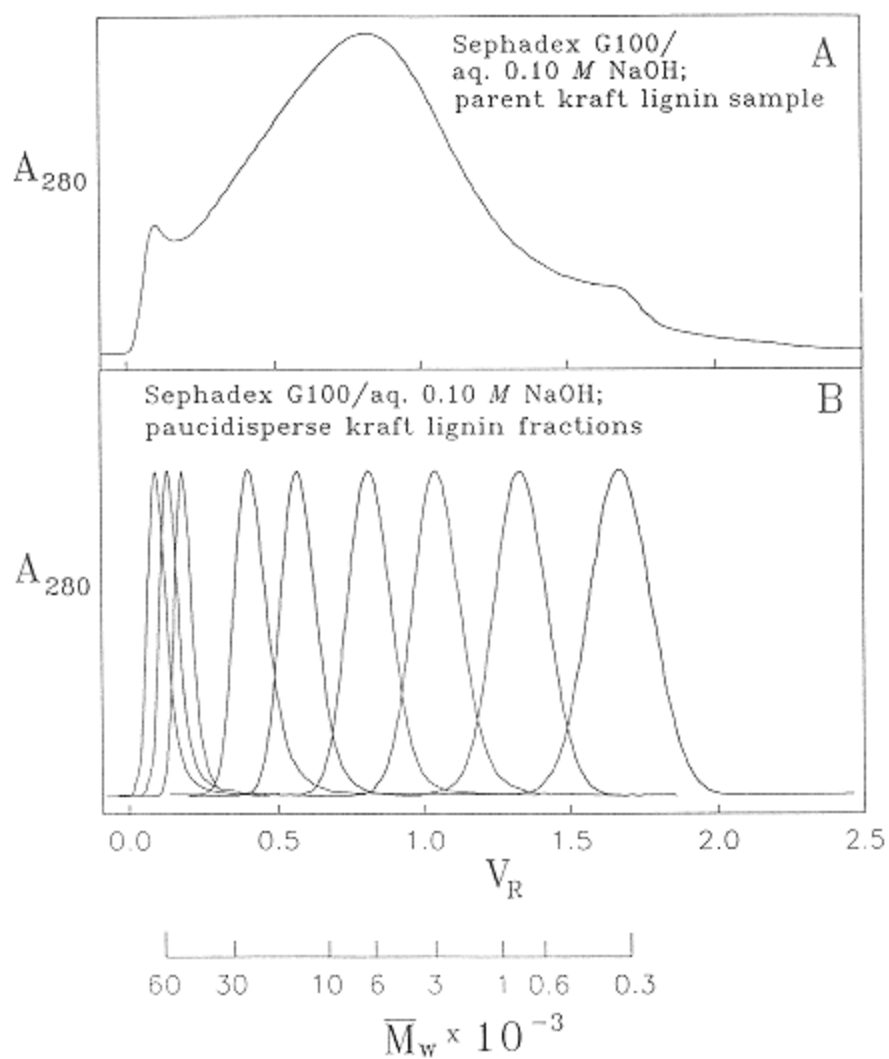 Sephadex G100/
aq. 0.10 M NaOH;
parent kraft lignin sample
A
A280
Sephadex G100/aq. 0.10 M NaOH;
paucidisperse kraft lignin fractions
B
A280
0.0 0.5 1.0 1.5 2.0 2.5
VR
60 30 10 6 3 1 0.6 0.3
M̅w x 10⁻³